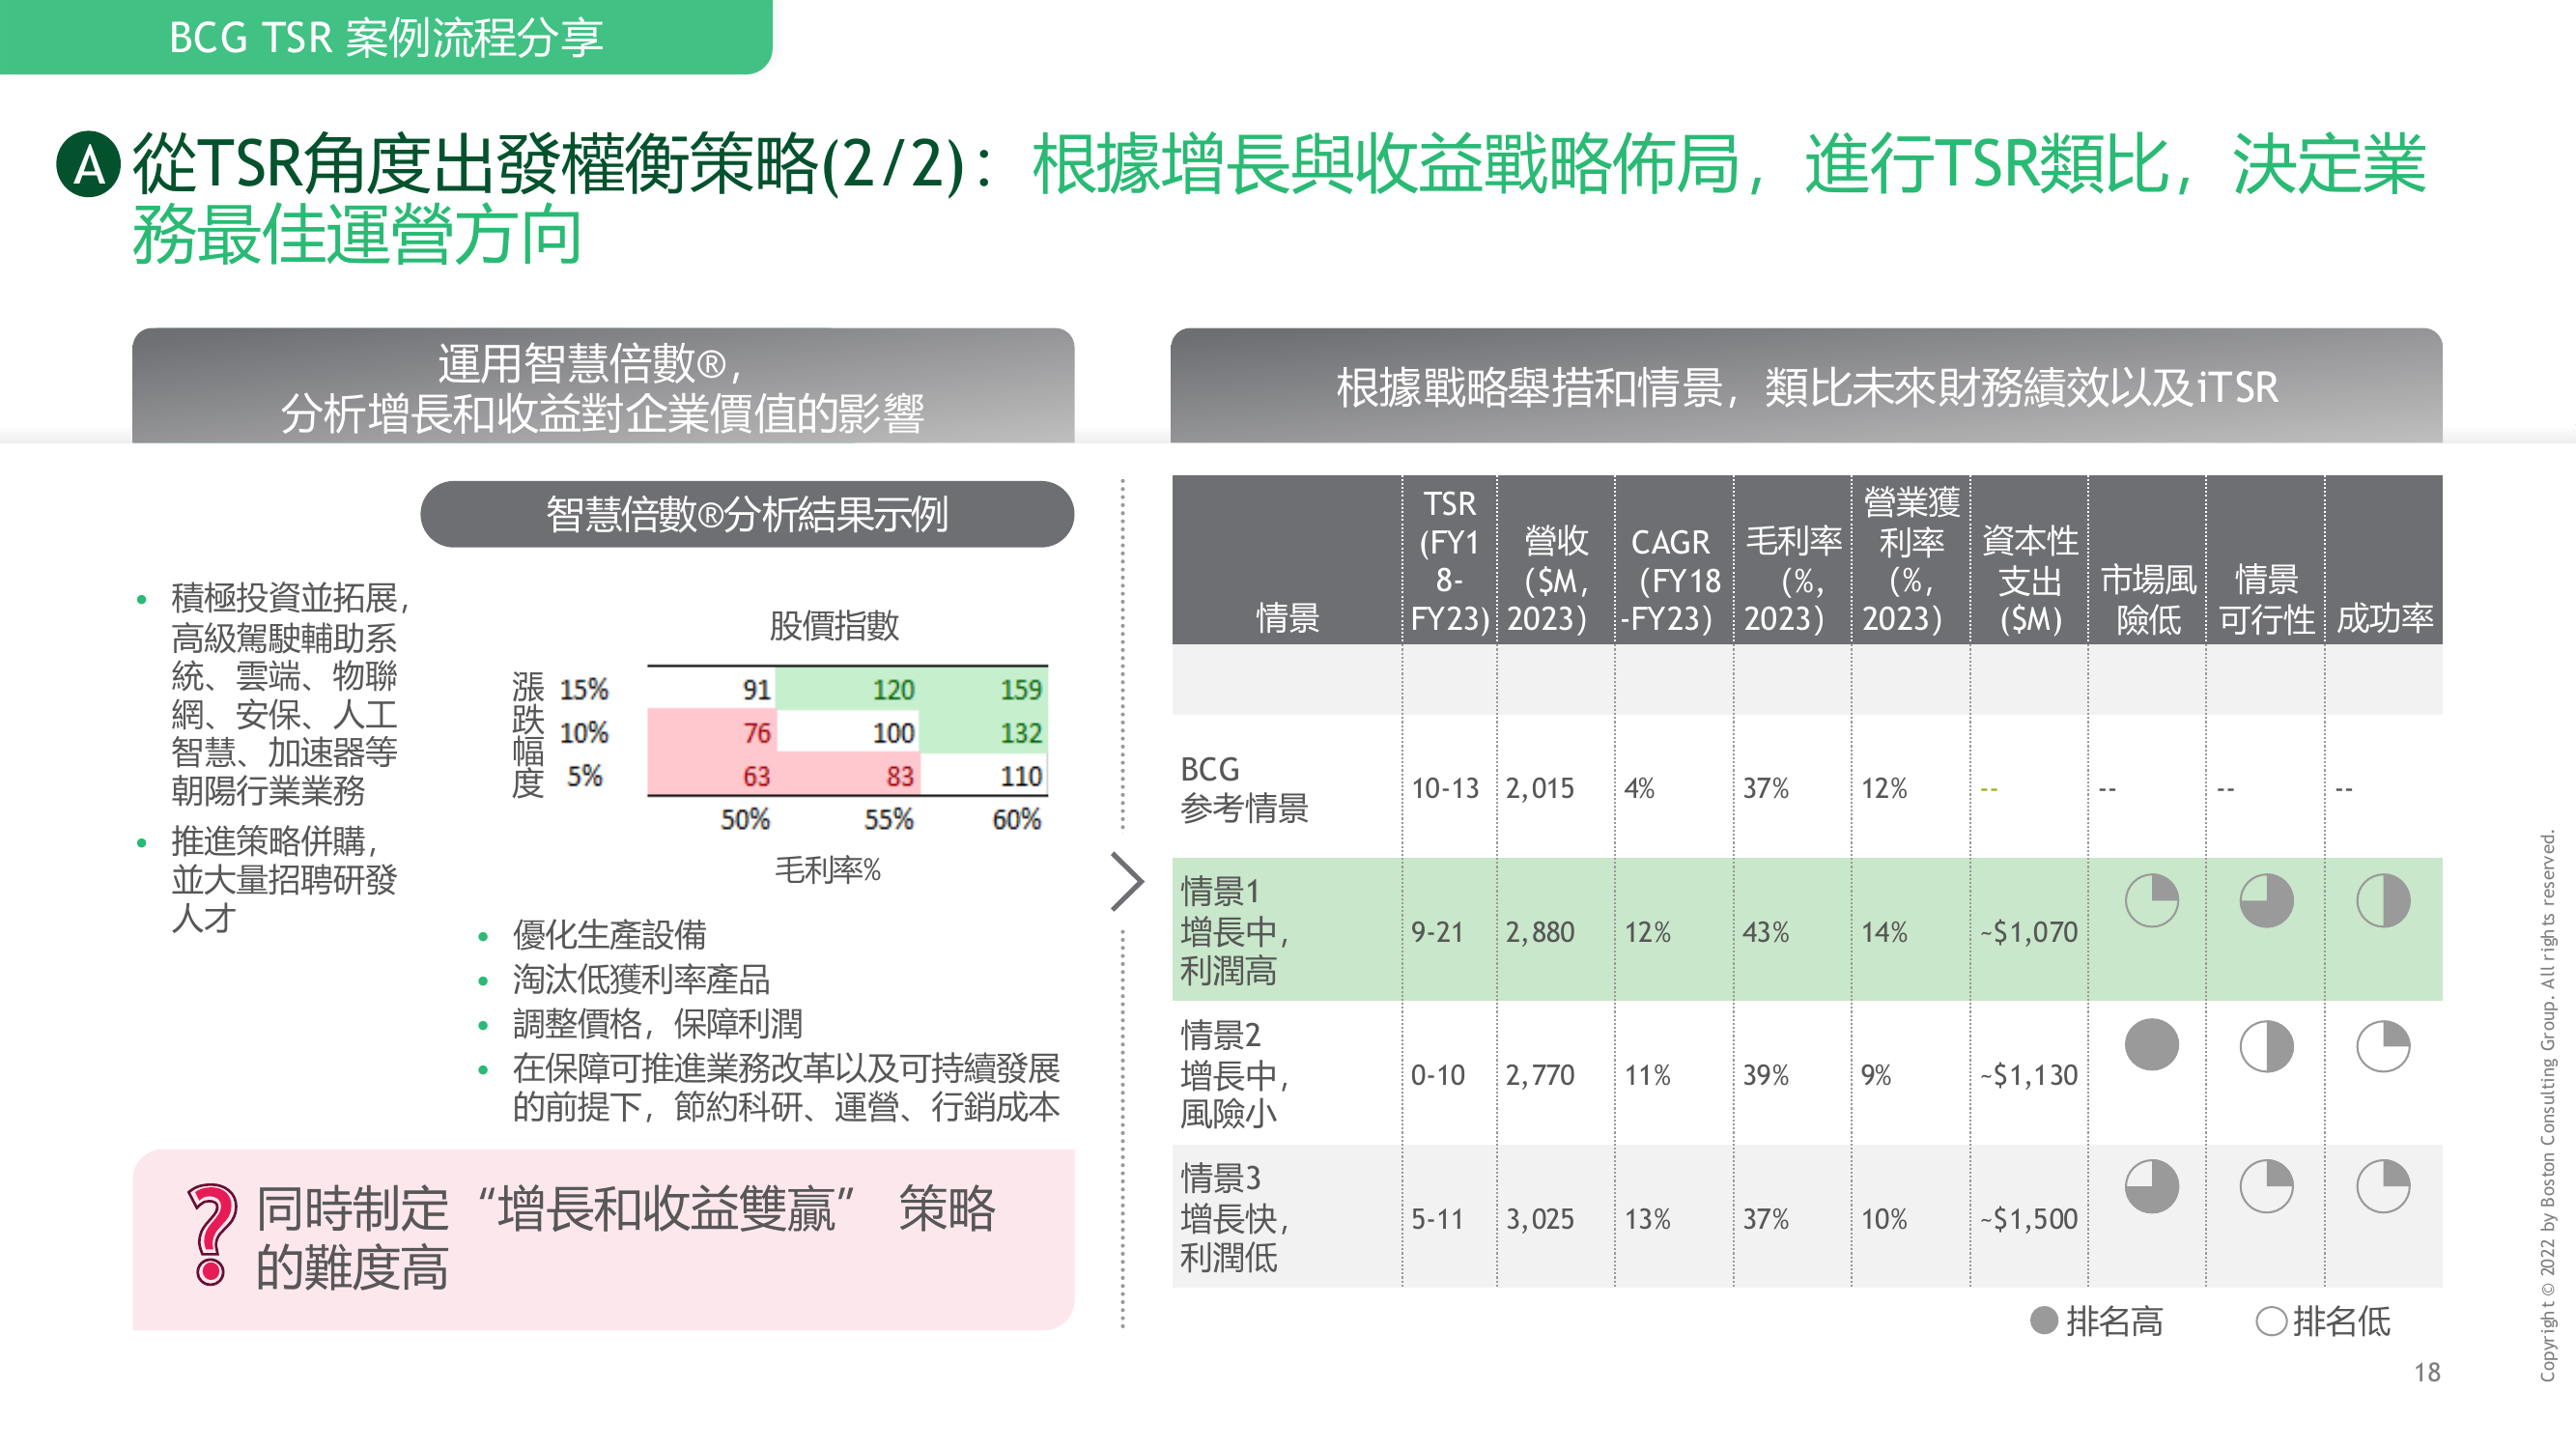 BCG TSR 案例流程分享
A 從TSR角度出發權衡策略(2/2)：根據增長與收益戰略佈局，進行TSR類比，決定業
務最佳運營方向
運用智慧倍數®,
分析增長和收益對企業價值的影響
智慧倍數®分析結果示例
• 積極投資並拓展,
高級駕駛輔助系
統、雲端、物聯
網、安保、人工
智慧、加速器等
朝陽行業業務
• 推進策略併購,
並大量招聘研發
人才
股價指數
漲跌幅度
15% 91 120 159
10% 76 100 132
5% 63 83 110
50% 55% 60%
毛利率%
• 優化生產設備
• 淘汰低獲利率產品
• 調整價格，保障利潤
• 在保障可推進業務改革以及可持續發展
的前提下，節約科研、運營、行銷成本
? 同時制定“增長和收益雙贏” 策略
的難度高
根據戰略舉措和情景，類比未來財務績效以及iTSR
情景
TSR
(FY1
8-
FY23)
營收
($M,
2023)
CAGR
(FY18
-FY23)
毛利率
(%,
2023)
營業獲
利率
(%,
2023)
資本性
支出
($M)
市場風
險低
情景
可行性
成功率
BCG
參考情景
10-13 2,015 4% 37% 12% -- -- -- --
情景1
增長中,
利潤高
9-21 2,880 12% 43% 14% ~$1,070
情景2
增長中,
風險小
0-10 2,770 11% 39% 9% ~$1,130
情景3
增長快,
利潤低
5-11 3,025 13% 37% 10% ~$1,500
排名高 排名低
18
Copyright © 2022 by Boston Consulting Group. All rights reserved.